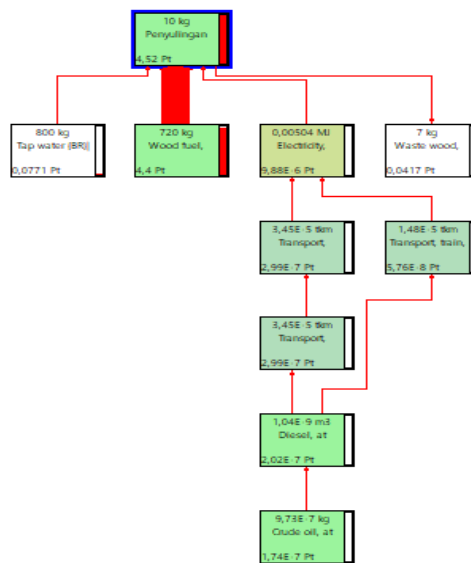 10 kg
Penyulingan
4,52 Pt
800 kg
Tap water (BR)|
0,0771 Pt
720 kg
Wood fuel,
4,4 Pt
0,00504 MJ
Electricity,
9,88E-6 Pt
7 kg
Waste wood,
0,0417 Pt
3,45E-5 tkm
Transport,
2,99E-7 Pt
1,48E-5 tkm
Transport, train,
5,76E-8 Pt
3,45E-5 tkm
Transport,
2,99E-7 Pt
1,04E-9 m3
Diesel, at
2,02E-7 Pt
9,73E-7 kg
Crude oil, at
1,74E-7 Pt